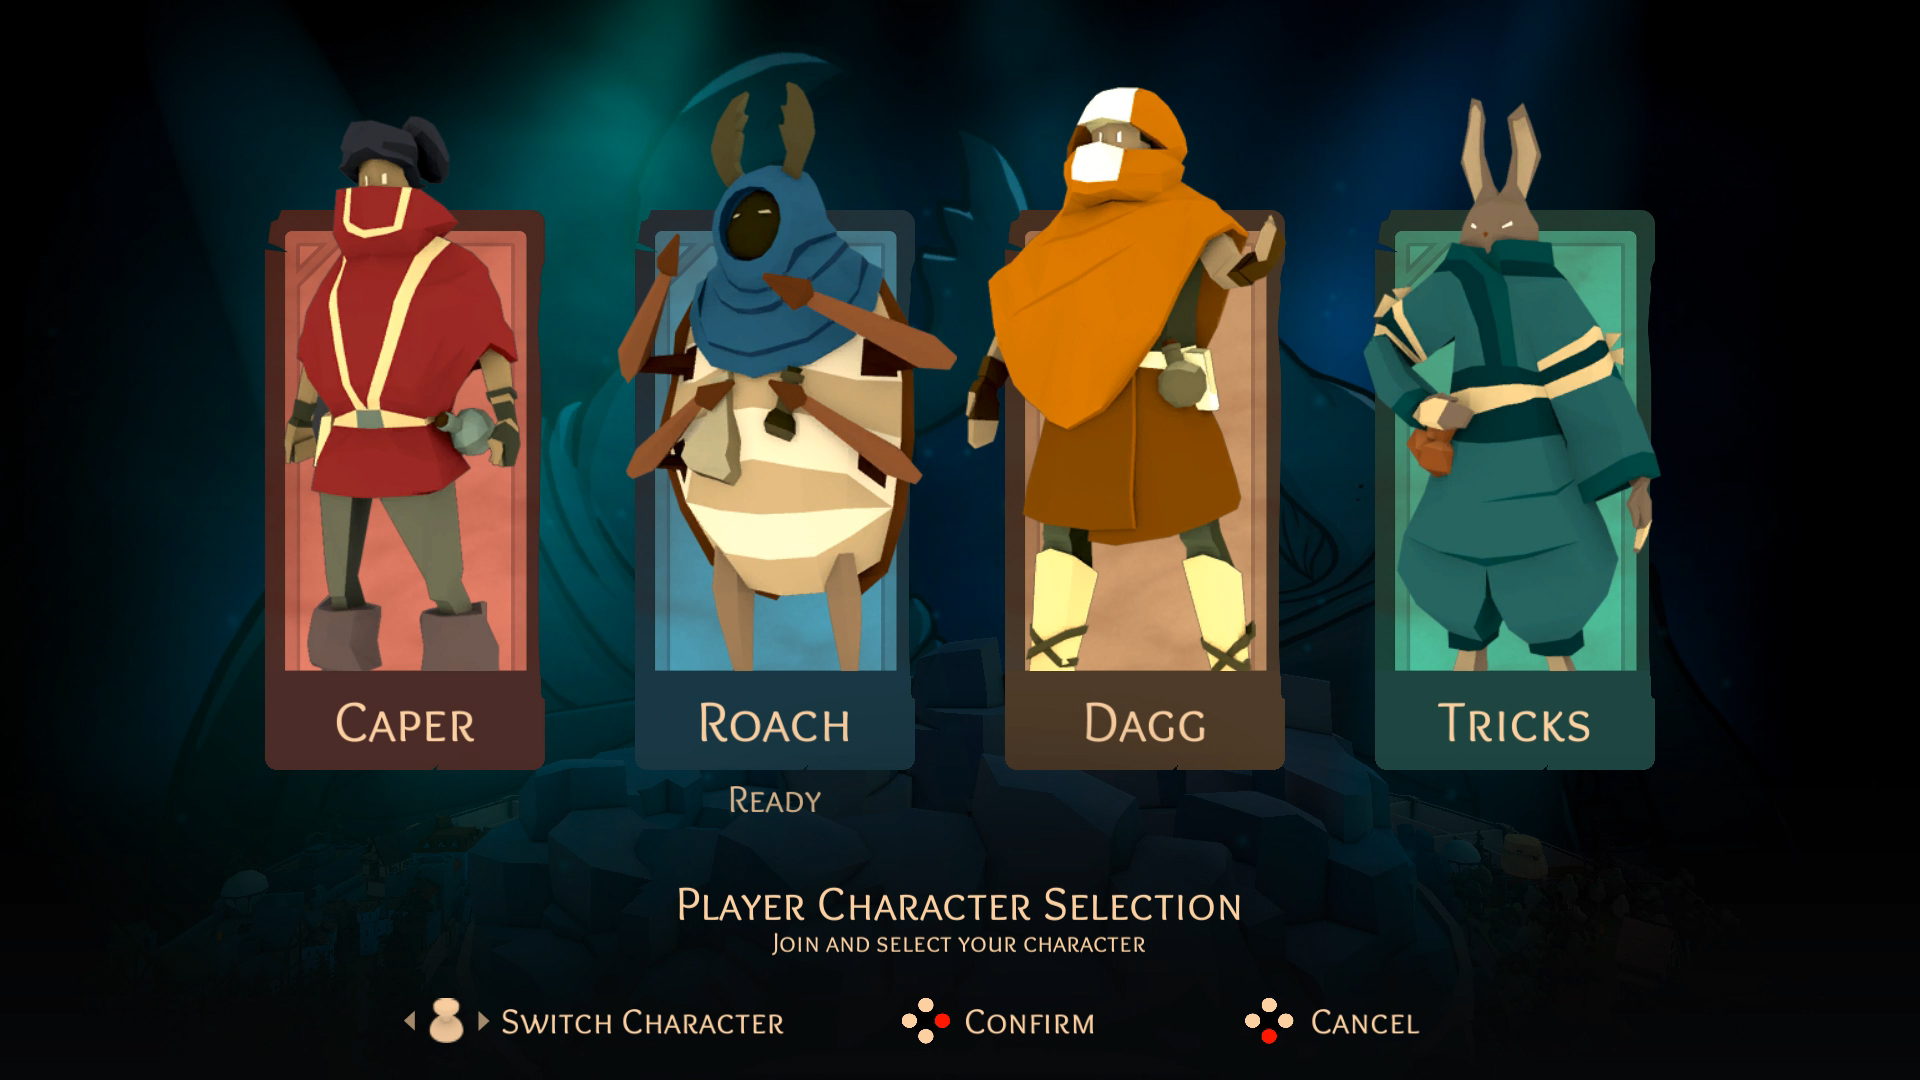 Caper
Roach
Dagg
Tricks
Ready
Player Character Selection
Join and select your character
Switch Character
Confirm
Cancel